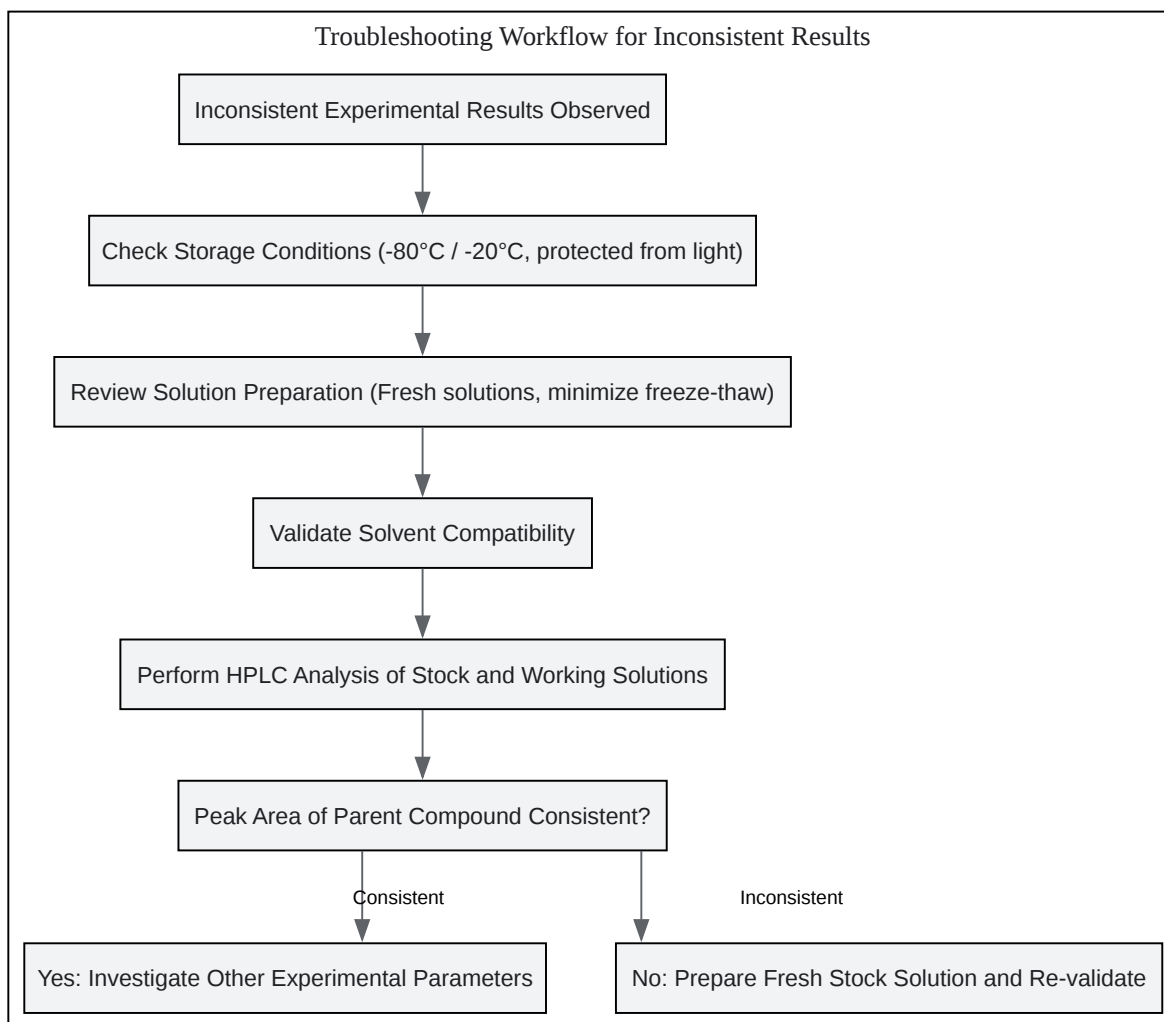 Troubleshooting Workflow for Inconsistent Results
Inconsistent Experimental Results Observed
Check Storage Conditions (-80°C / -20°C, protected from light)
Review Solution Preparation (Fresh solutions, minimize freeze-thaw)
Validate Solvent Compatibility
Perform HPLC Analysis of Stock and Working Solutions
Peak Area of Parent Compound Consistent?
Consistent
Inconsistent
Yes: Investigate Other Experimental Parameters
No: Prepare Fresh Stock Solution and Re-validate